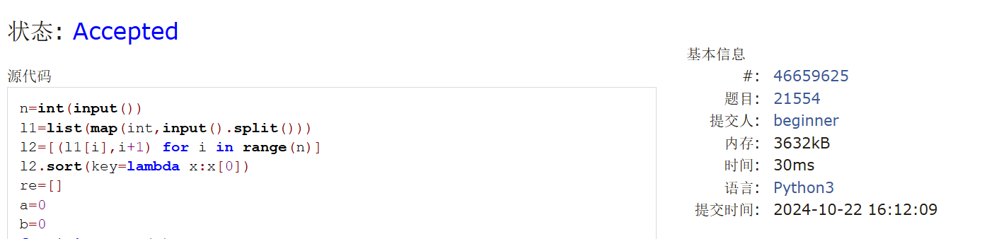 状态: Accepted
源代码
n=int(input())
l1=list(map(int,input().split()))
l2=[(l1[i],i+1) for i in range(n)]
l2.sort(key=lambda x:x[0])
re=[]
a=0
b=0
基本信息
#: 46659625
题目: 21554
提交人: beginner
内存: 3632kB
时间: 30ms
语言: Python3
提交时间: 2024-10-22 16:12:09